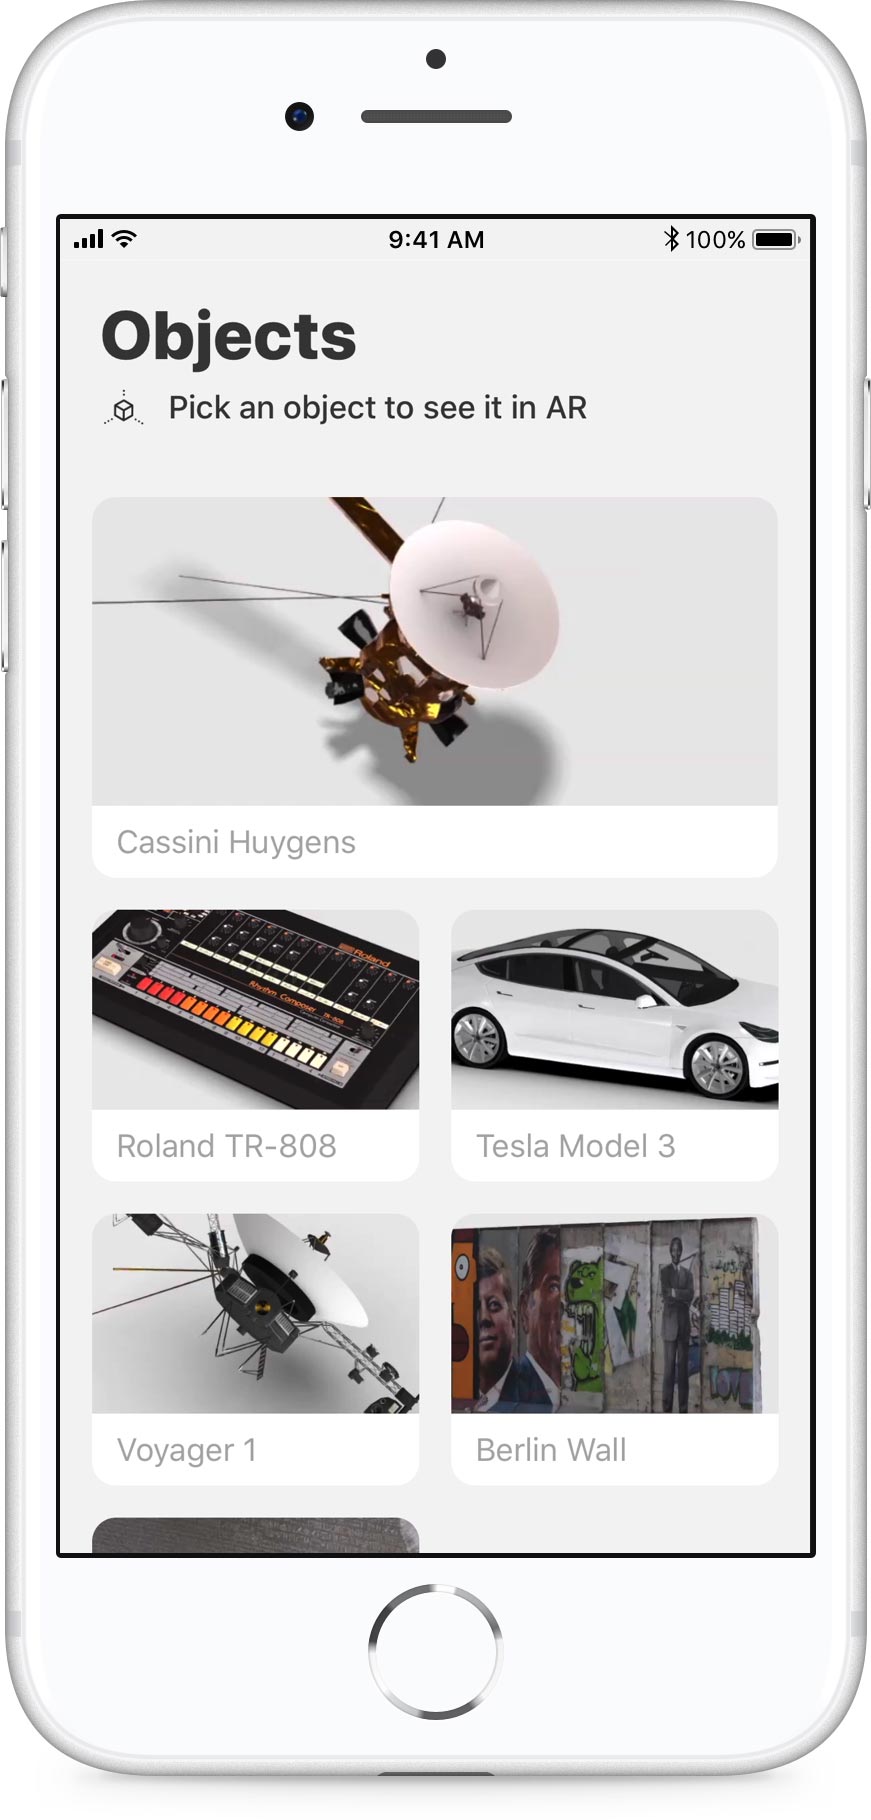 9:41 AM
100%
Objects
Pick an object to see it in AR
Cassini Huygens
Roland
Rhythm Composer TR-808
Roland TR-808
Tesla Model 3
Voyager 1
Berlin Wall